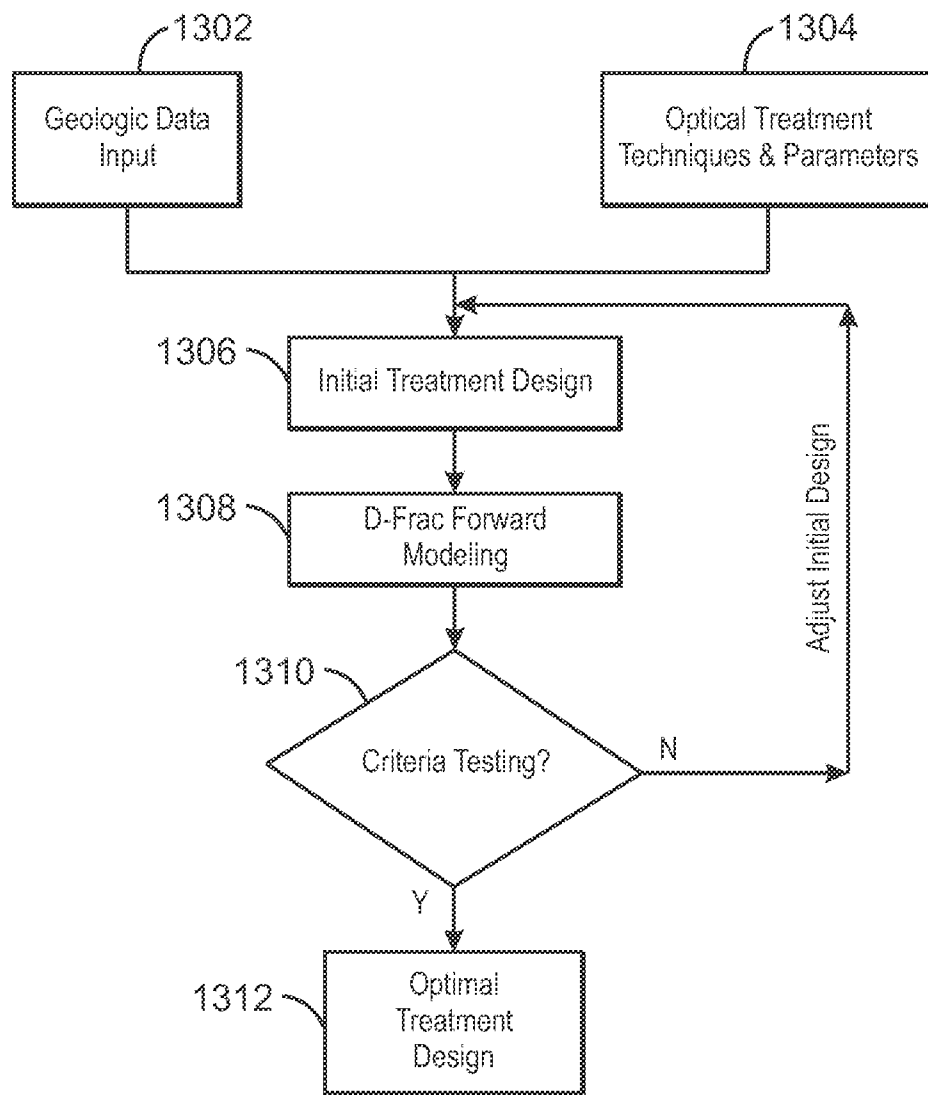 1302
1304
Geologic Data
Input
Optical Treatment
Techniques & Parameters
1306
Initial Treatment Design
1308
D-Frac Forward
Modeling
Adjust Initial Design
1310
Criteria Testing?
N
Y
1312
Optimal
Treatment
Design